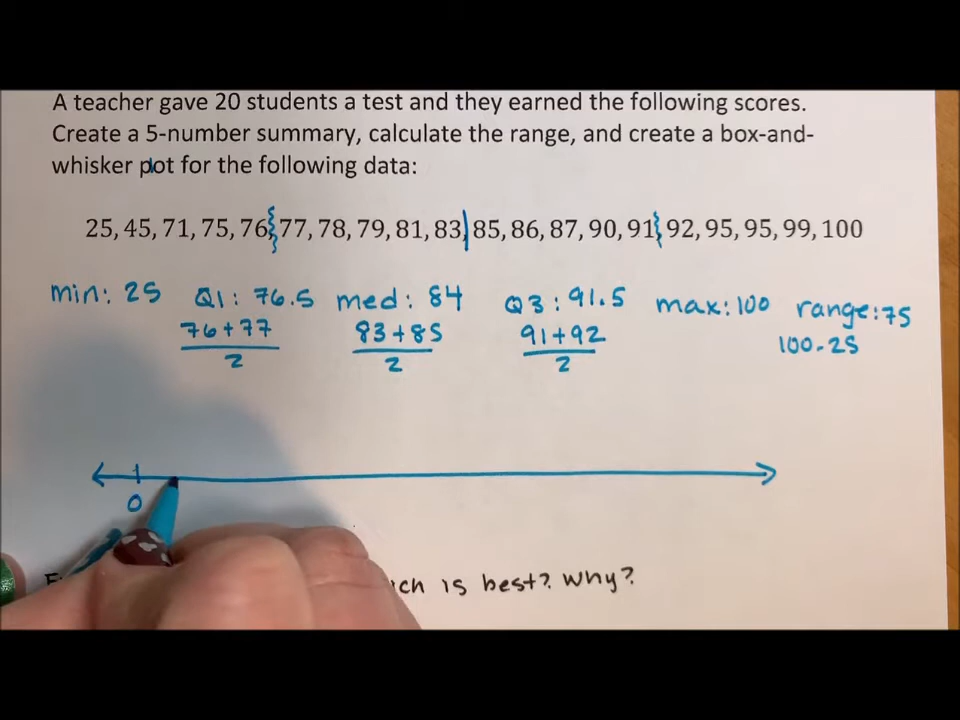 A teacher gave 20 students a test and they earned the following scores.
Create a 5-number summary, calculate the range, and create a box-and-
whisker plot for the following data:
25, 45, 71, 75, 76, 77, 78, 79, 81, 83, 85, 86, 87, 90, 91, 92, 95, 95, 99, 100
min: 25 Q1: 76.5 med: 84 Q3: 91.5 max: 100 range: 75
76+77 83+85 91+92 100-25
2 2 2
0
is best? Why?